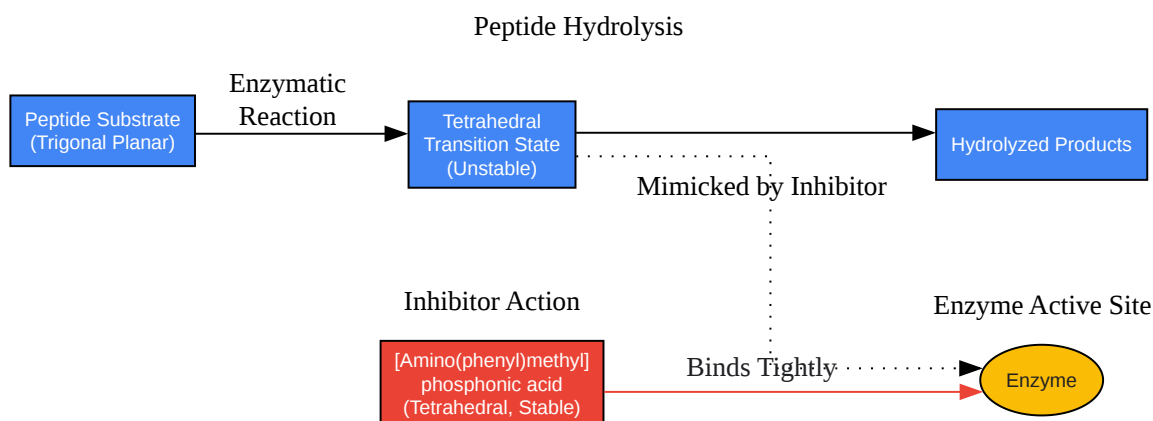 Peptide Hydrolysis
Enzymatic
Reaction
Peptide Substrate
(Trigonal Planar)
Tetrahedral
Transition State
(Unstable)
Hydrolyzed Products
Mimicked by Inhibitor
Inhibitor Action
Enzyme Active Site
[Amino(phenyl)methyl]
phosphonic acid
(Tetrahedral, Stable)
Binds Tightly
Enzyme